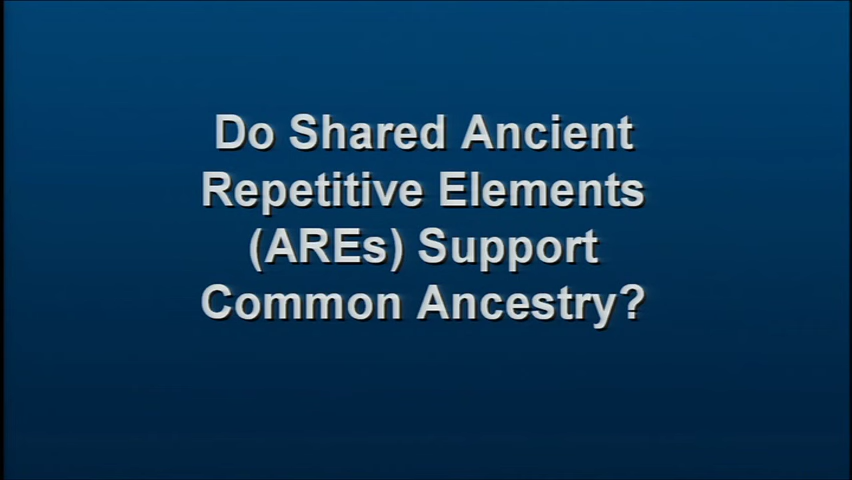 Do Shared Ancient
Repetitive Elements
(AREs) Support
Common Ancestry?